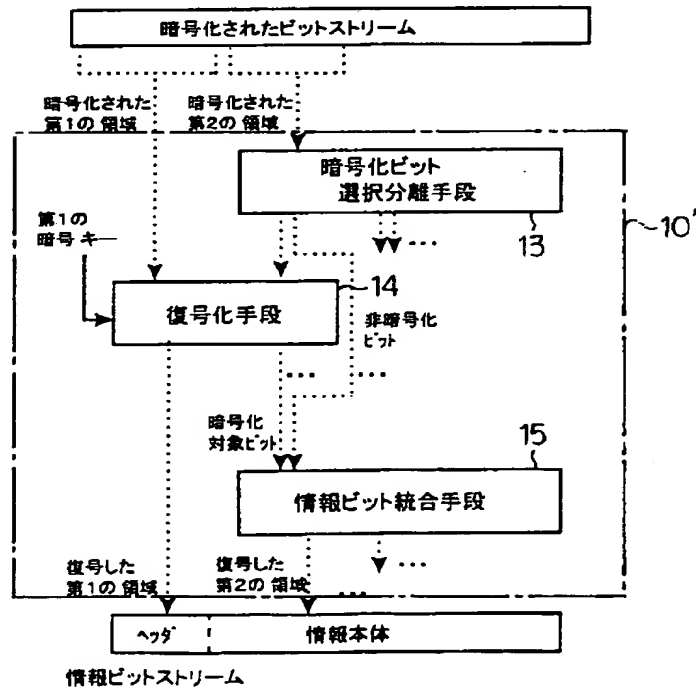 暗号化されたビットストリーム
暗号化された
第1の領域
暗号化された
第2の領域
暗号化ビット
選択分離手段
13
10'
第1の
暗号キー
復号化手段
14
非暗号化
ビット
…
… …
暗号化
対象ビット
15
情報ビット統合手段
…
復号した
第1の領域
復号した
第2の領域
…
ヘッダ
情報本体
情報ビットストリーム